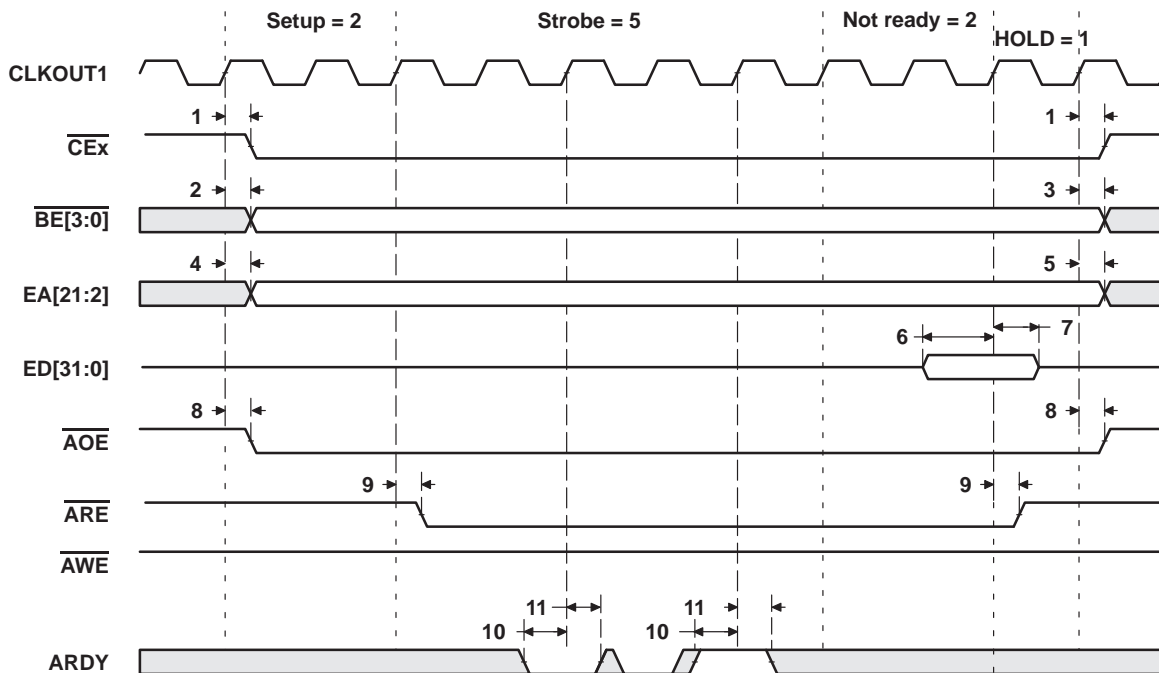 Setup = 2 Strobe = 5 Not ready = 2 HOLD = 1
CLKOUT1
1 1
CEx
2 3
BE[3:0]
4 5
EA[21:2]
6 7
ED[31:0]
8 8
AOE
9 9
ARE
AWE
11 11
10 10
ARDY